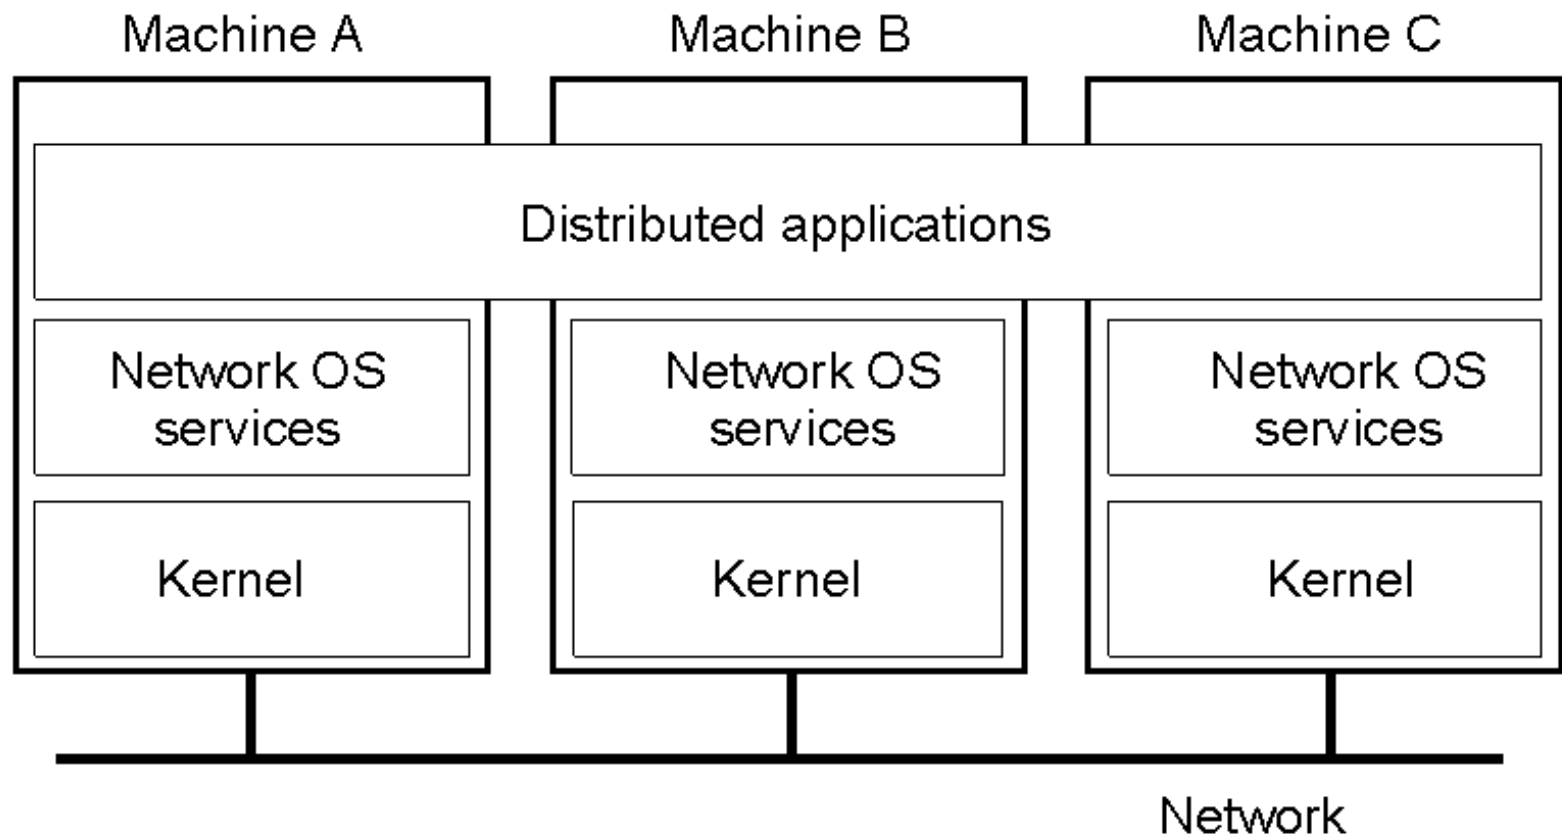 Machine A
Machine B
Machine C
Distributed applications
Network OS
services
Network OS
services
Network OS
services
Kernel
Kernel
Kernel
Network